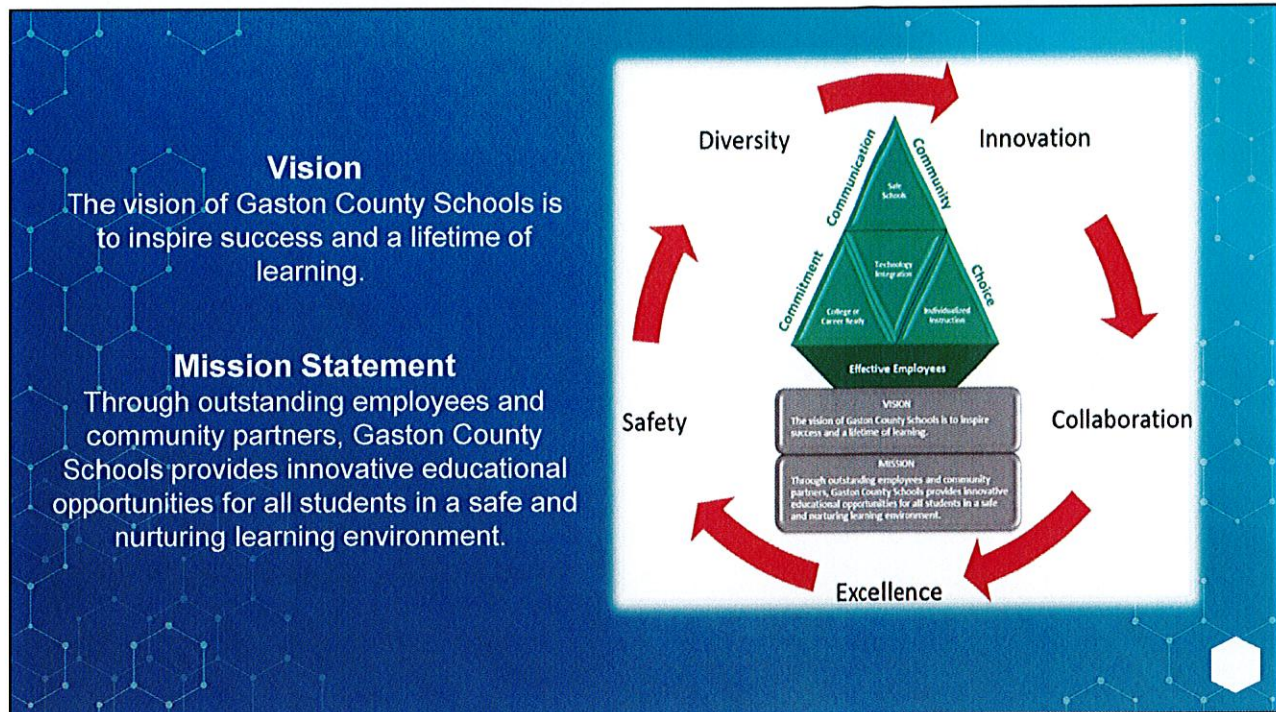 Vision
The vision of Gaston County Schools is
to inspire success and a lifetime of
learning.
Mission Statement
Through outstanding employees and
community partners, Gaston County
Schools provides innovative educational
opportunities for all students in a safe and
nurturing learning environment.
Diversity
Innovation
Collaboration
Excellence
Safety
Communication
Community
Commitment
Choice
Safe
Schools
Technology
Integration
College or
Career Ready
Individualized
Instruction
Effective Employees
VISION
The vision of Gaston County Schools is to inspire
success and a lifetime of learning.
MISSION
Through outstanding employees and community
partners, Gaston County Schools provides innovative
educational opportunities for all students in a safe
and nurturing learning environment.